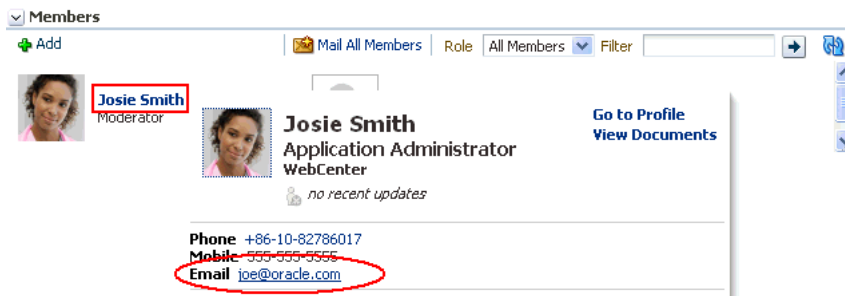 Members
Add
Mail All Members
Role
All Members
Filter
Josie Smith
Moderator
Josie Smith
Application Administrator
WebCenter
no recent updates
Go to Profile
View Documents
Phone +86-10-82786017
Mobile 555-555-5555
Email joe@oracle.com